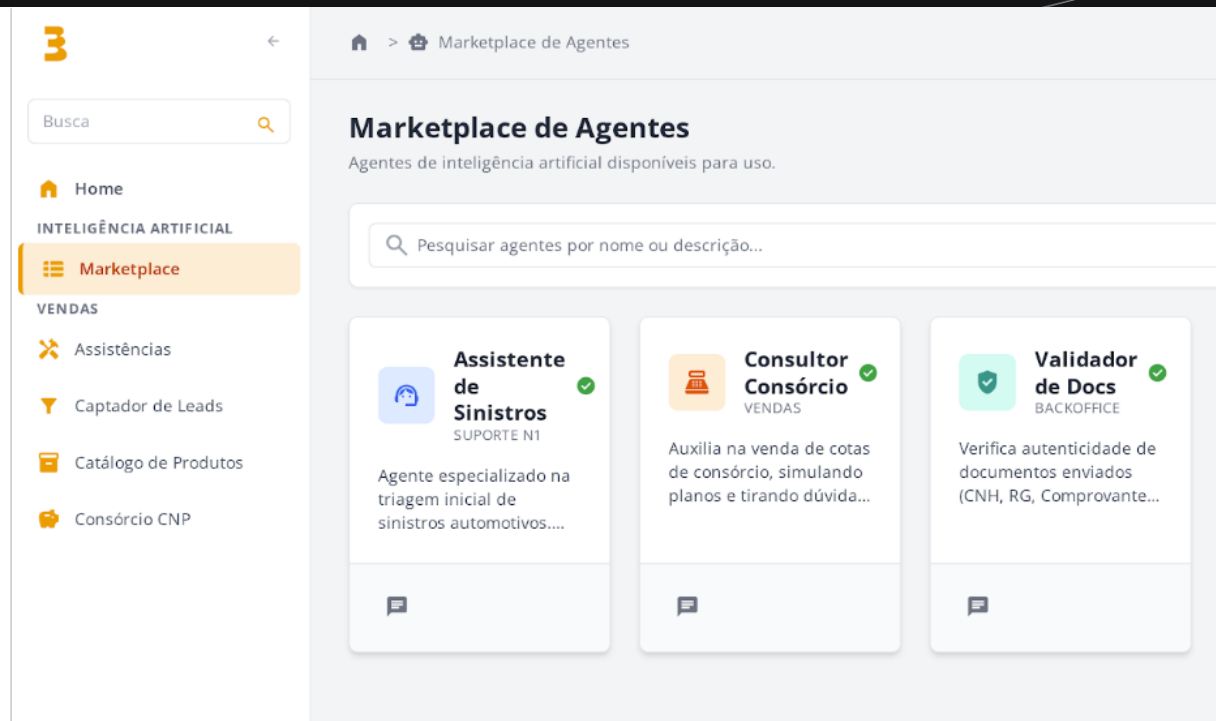 Busca
Home
INTELIGÊNCIA ARTIFICIAL
Marketplace
VENDAS
Assistências
Captador de Leads
Catálogo de Produtos
Consórcio CNP
> Marketplace de Agentes
Marketplace de Agentes
Agentes de inteligência artificial disponíveis para uso.
Pesquisar agentes por nome ou descrição...
Assistente
de
Sinistros
SUPORTE N1
Agente especializado na
triagem inicial de
sinistros automotivos....
Consultor
Consórcio
VENDAS
Auxilia na venda de cotas
de consórcio, simulando
planos e tirando dúvida...
Validador
de Docs
BACKOFFICE
Verifica autenticidade de
documentos enviados
(CNH, RG, Comprovante...